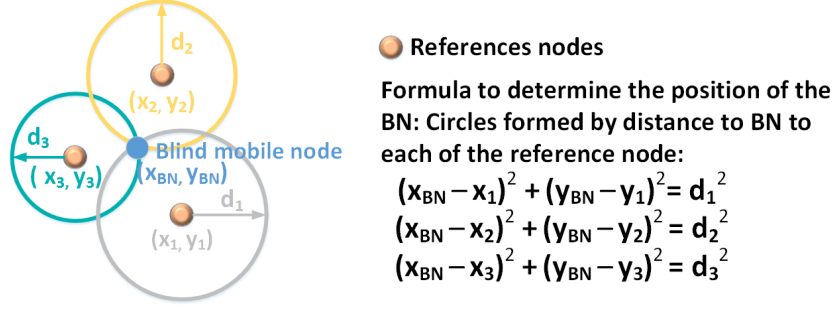 d₂
(x₂, y₂)
d₃
( x₃, y₃)
Blind mobile node
(xBN, yBN)
d₁
(x₁, y₁)
References nodes
Formula to determine the position of the
BN: Circles formed by distance to BN to
each of the reference node:
(xBN – x₁)² + (yBN – y₁)² = d₁²
(xBN – x₂)² + (yBN – y₂)² = d₂²
(xBN – x₃)² + (yBN – y₃)² = d₃²